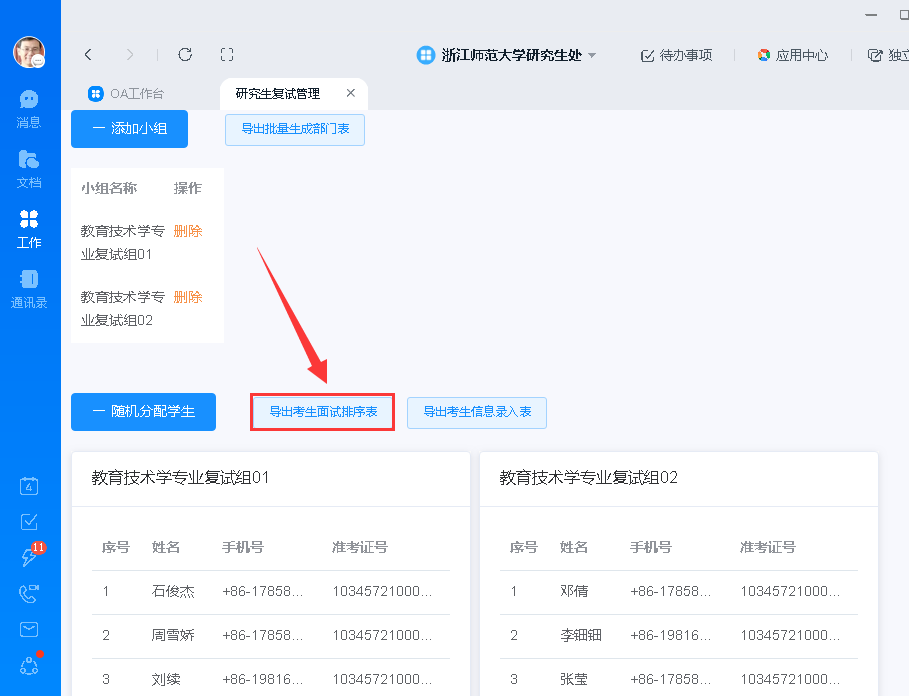 浙江师范大学研究生处
待办事项
应用中心
独立
OA工作台
研究生复试管理
消息
文档
工作
通讯录
4
11
一 添加小组
导出批量生成部门表
小组名称 操作
教育技术学专 删除
业复试组01
教育技术学专 删除
业复试组02
一 随机分配学生
导出考生面试排序表
导出考生信息录入表
教育技术学专业复试组01
序号 姓名 手机号 准考证号
1 石俊杰 +86-17858... 10345721000...
2 周雪娇 +86-17858... 10345721000...
3 刘续 +86-19816... 10345721000...
教育技术学专业复试组02
序号 姓名 手机号 准考证号
1 邓倩 +86-17858... 10345721000...
2 李钿钿 +86-19816... 10345721000...
3 张莹 +86-17858... 10345721000...